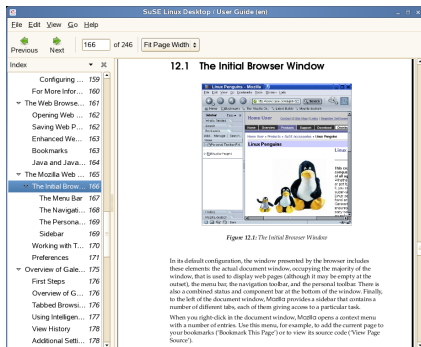 SuSE Linux Desktop / User Guide (en)
File Edit View Go Help
Previous Next 166 of 246 Fit Page Width
Index
Configuring ... 159
For More Infor... 160
The Web Browse... 161
Opening Web ... 162
Saving Web P... 162
Enhanced We... 163
Bookmarks 163
Java and Java... 164
The Mozilla Web ... 165
The Initial Brow... 166
The Menu Bar 167
The Navigati... 168
The Persona... 169
Sidebar 169
Working with T... 170
Preferences 171
Overview of Gale... 175
First Steps 176
Overview of G... 176
Tabbed Browsi... 176
Using Intelligen... 177
View History 178
Additional Setti... 178
12.1 The Initial Browser Window
Linux Penguins - Mozilla
Home User
Linux Penguins
Figure 12.1: The Initial Browser Window
In its default configuration, the window presented by the browser includes
these elements: the actual document window, occupying the majority of the
window, that is used to display web pages (although it may be empty at the
outset), the menu bar, the navigation toolbar, and the personal toolbar. There is
also a combined status and component bar at the bottom of the window. Finally,
to the left of the document window, Mozilla provides a sidebar that contains a
number of different tabs, each of them giving access to a particular task.
When you right-click in the document window, Mozilla opens a context menu
with a number of entries. Use this menu, for example, to add the current page to
your bookmarks ('Bookmark This Page') or to view its source code ('View Page
Source').